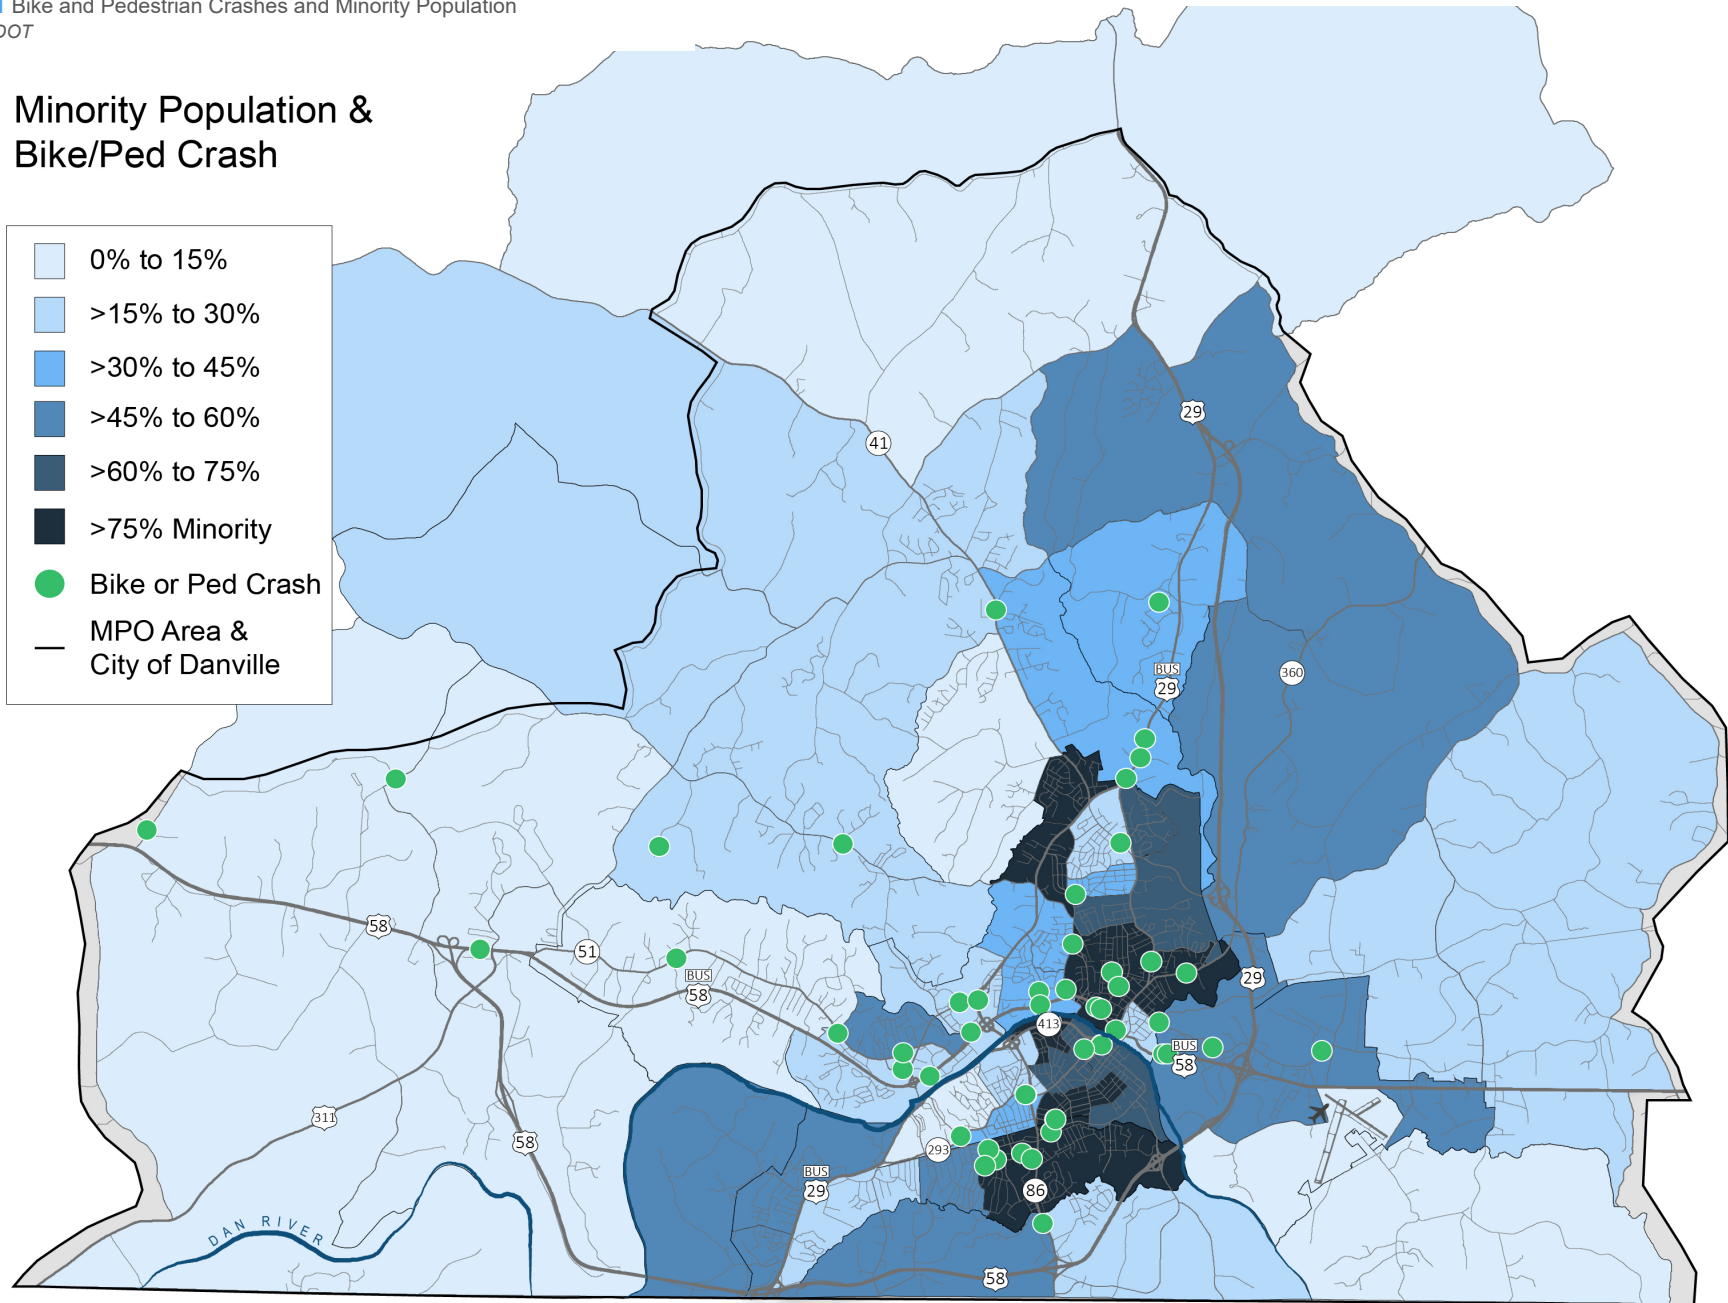 Bike and Pedestrian Crashes and Minority Population
DOT
Minority Population &
Bike/Ped Crash
0% to 15%
>15% to 30%
>30% to 45%
>45% to 60%
>60% to 75%
>75% Minority
Bike or Ped Crash
MPO Area &
City of Danville
29
41
BUS
29
360
58
51
BUS
58
29
413
BUS
58
311
58
293
BUS
29
86
DAN RIVER
58